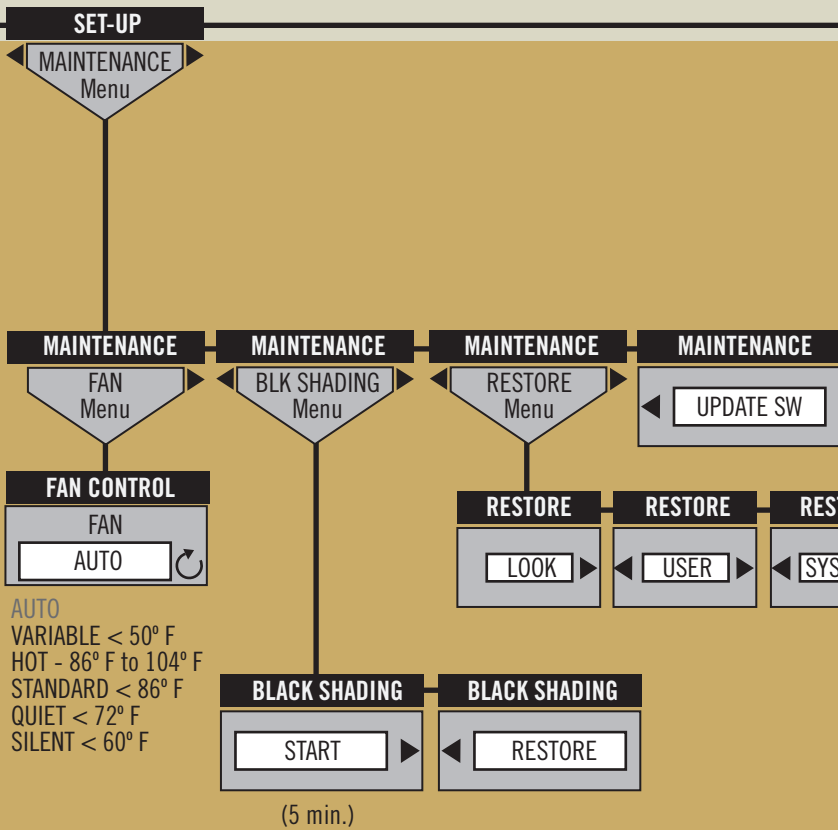 SET-UP
MAINTENANCE
Menu
MAINTENANCE
FAN
Menu
MAINTENANCE
BLK SHADING
Menu
MAINTENANCE
RESTORE
Menu
MAINTENANCE
UPDATE SW
FAN CONTROL
FAN
AUTO
AUTO
VARIABLE < 50º F
HOT - 86º F to 104º F
STANDARD < 86º F
QUIET < 72º F
SILENT < 60º F
RESTORE
LOOK
RESTORE
USER
RES
SYS
BLACK SHADING
START
(5 min.)
BLACK SHADING
RESTORE